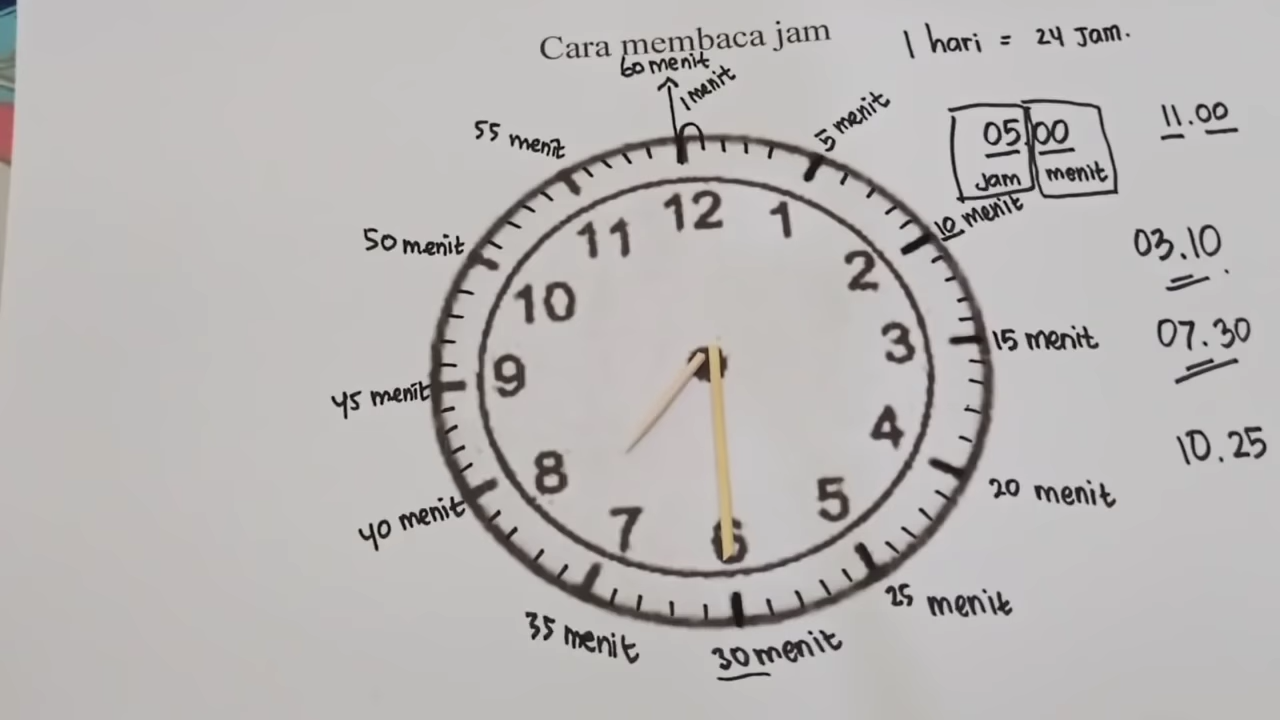 Cara membaca jam
1 hari = 24 Jam.
60 menit
1 menit
5 menit
10 menit
15 menit
20 menit
25 menit
30 menit
35 menit
40 menit
45 menit
50 menit
55 menit
12
1
2
3
4
5
6
7
8
9
10
11
05.00
Jam menit
11.00
03.10
07.30
10.25